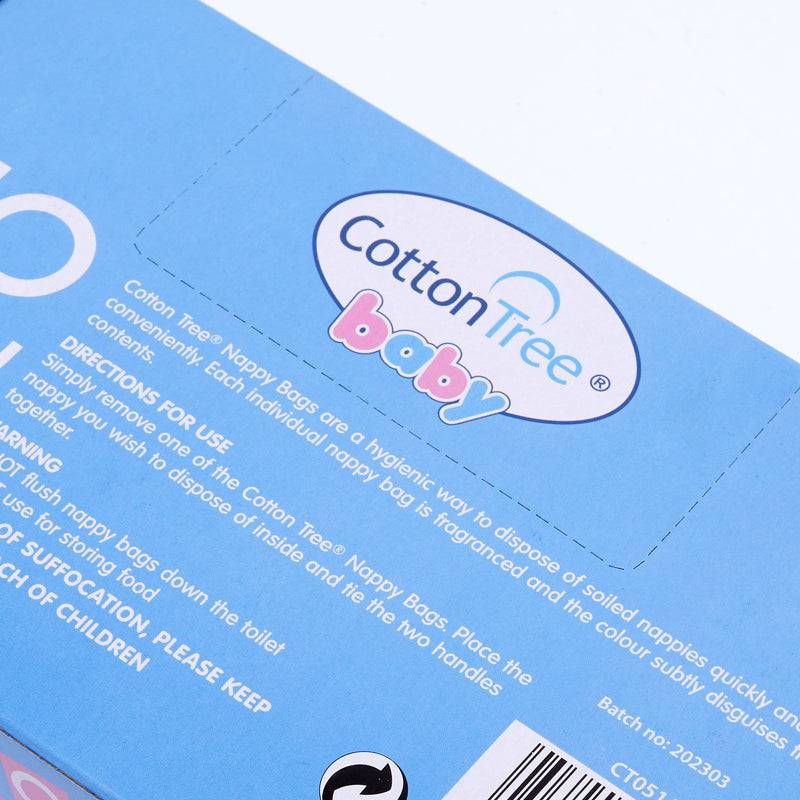 Cotton Tree ®
baby
Cotton Tree® Nappy Bags are a hygienic way to dispose of soiled nappies quickly and
conveniently. Each individual nappy bag is fragranced and the colour subtly disguises
contents.
DIRECTIONS FOR USE
Simply remove one of the Cotton Tree® Nappy Bags. Place the
nappy you wish to dispose of inside and tie the two handles
together.
flush nappy bags down the toilet
use for storing food
OF SUFFOCATION, PLEASE KEEP
OF CHILDREN
Batch no: 202303
CT051